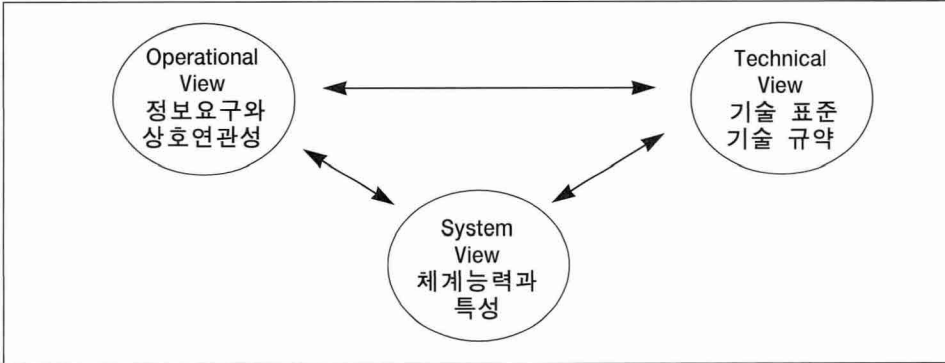 Operational
View
정보요구와
상호연관성
Technical
View
기술 표준
기술 규약
System
View
체계능력과
특성